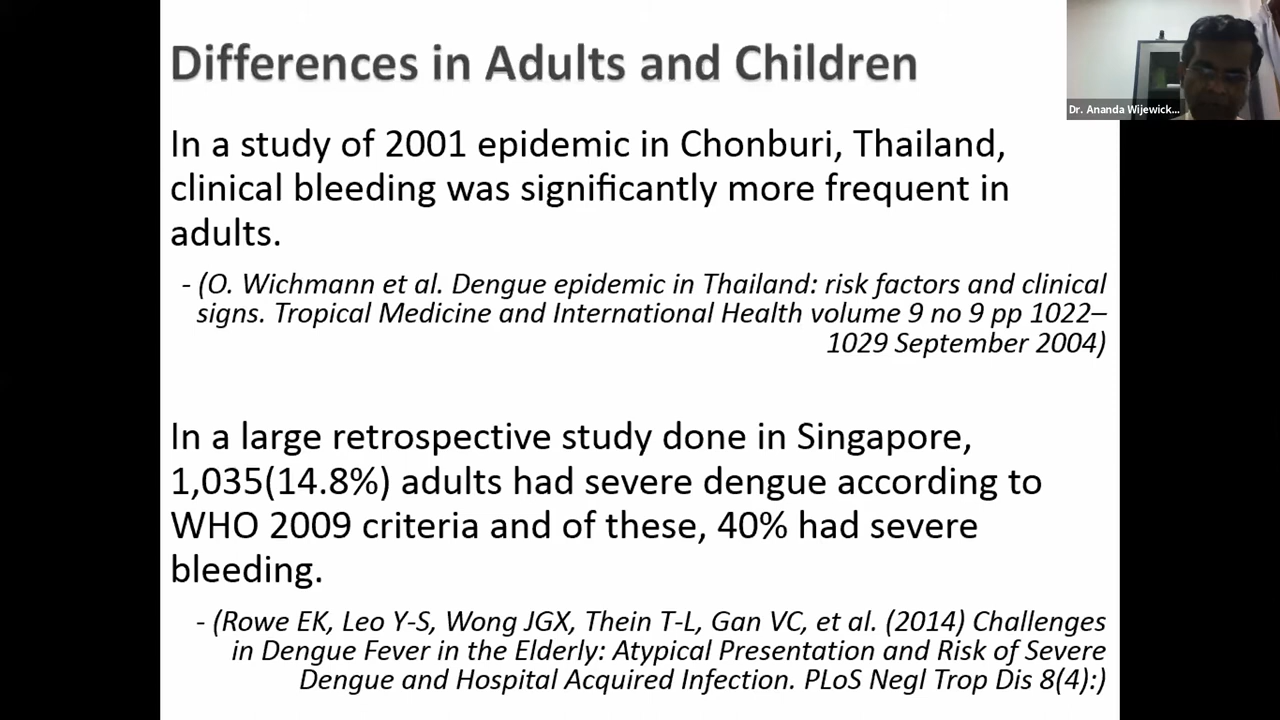 Differences in Adults and Children
Dr. Ananda Wijewick...
In a study of 2001 epidemic in Chonburi, Thailand,
clinical bleeding was significantly more frequent in
adults.
- (O. Wichmann et al. Dengue epidemic in Thailand: risk factors and clinical
signs. Tropical Medicine and International Health volume 9 no 9 pp 1022–
1029 September 2004)
In a large retrospective study done in Singapore,
1,035(14.8%) adults had severe dengue according to
WHO 2009 criteria and of these, 40% had severe
bleeding.
- (Rowe EK, Leo Y-S, Wong JGX, Thein T-L, Gan VC, et al. (2014) Challenges
in Dengue Fever in the Elderly: Atypical Presentation and Risk of Severe
Dengue and Hospital Acquired Infection. PLoS Negl Trop Dis 8(4):)